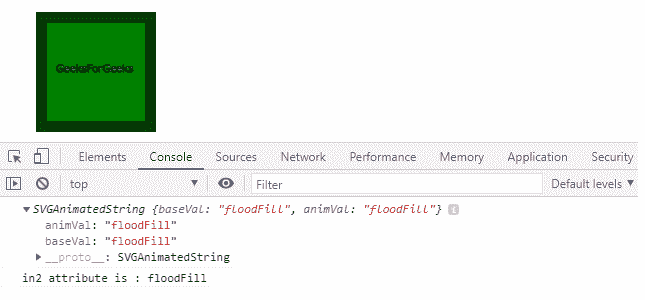 GeeksForGeeks
Elements Console Sources Network Performance Memory Application Security
top Filter Default levels
SVGAnimatedString {baseVal: "floodFill", animVal: "floodFill"}
animVal: "floodFill"
baseVal: "floodFill"
__proto__: SVGAnimatedString
in2 attribute is : floodFill